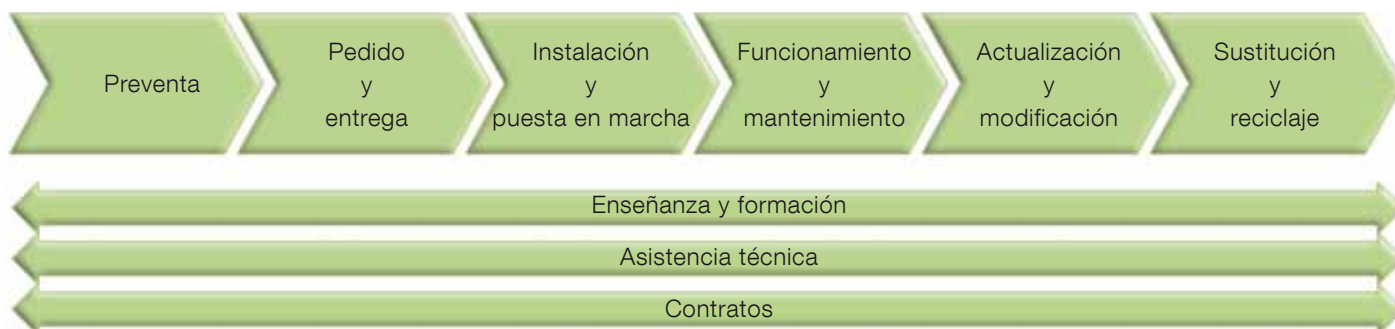 Preventa
Pedido
y
entrega
Instalación
y
puesta en marcha
Funcionamiento
y
mantenimiento
Actualización
y
modificación
Sustitución
y
reciclaje
Enseñanza y formación
Asistencia técnica
Contratos